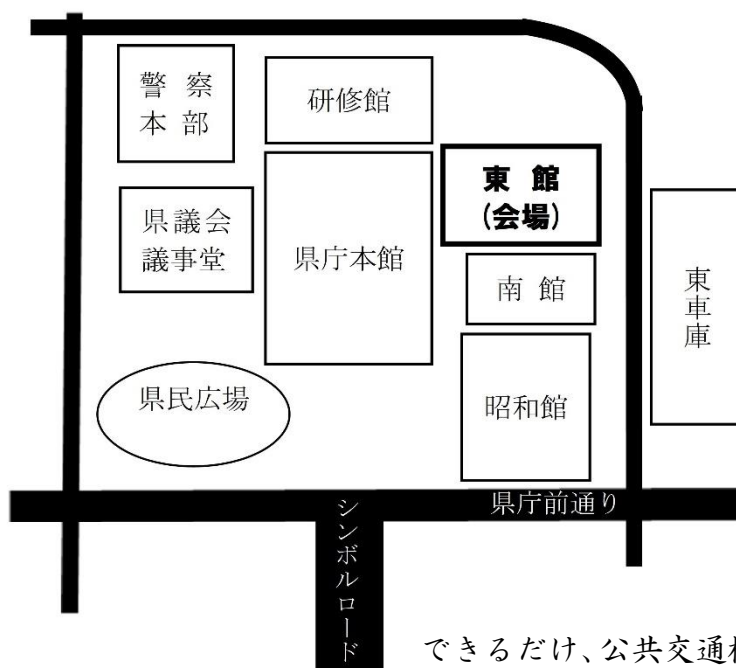 警察
本部
研修館
東館
(会場)
県議会
議事堂
県庁本館
南館
東車庫
県民広場
昭和館
県庁前通り
シンボルロード
できるだけ、公共交通